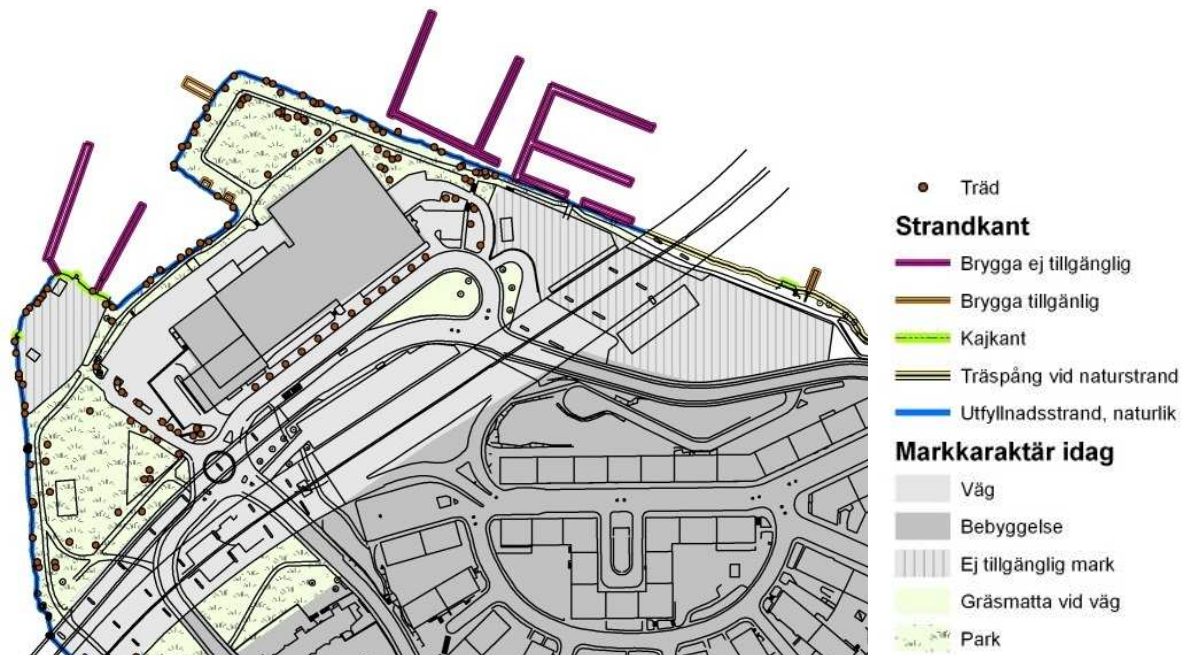 Träd
Strandkant
Brygga ej tillgänglig
Brygga tillgänlig
Kajkant
Träspång vid naturstrand
Utfyllnadsstrand, naturlik
Markkaraktär idag
Väg
Bebyggelse
Ej tillgänglig mark
Gräsmatta vid väg
Park